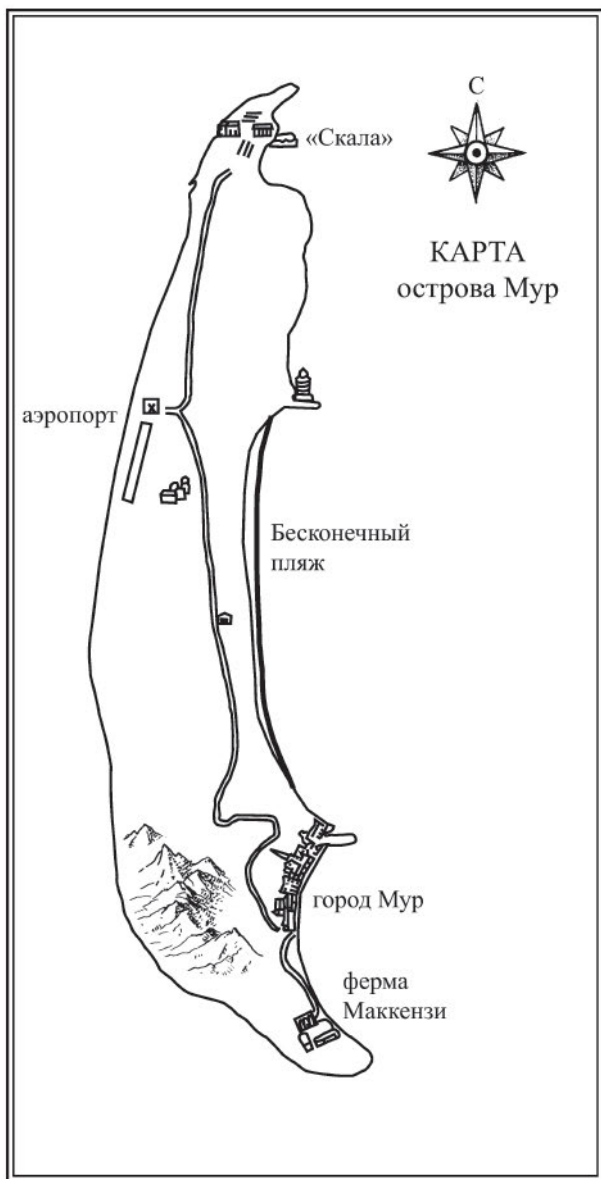 С
«Скала»
КАРТА
острова Мур
аэропорт
Бесконечный
пляж
город Мур
ферма
Маккензи